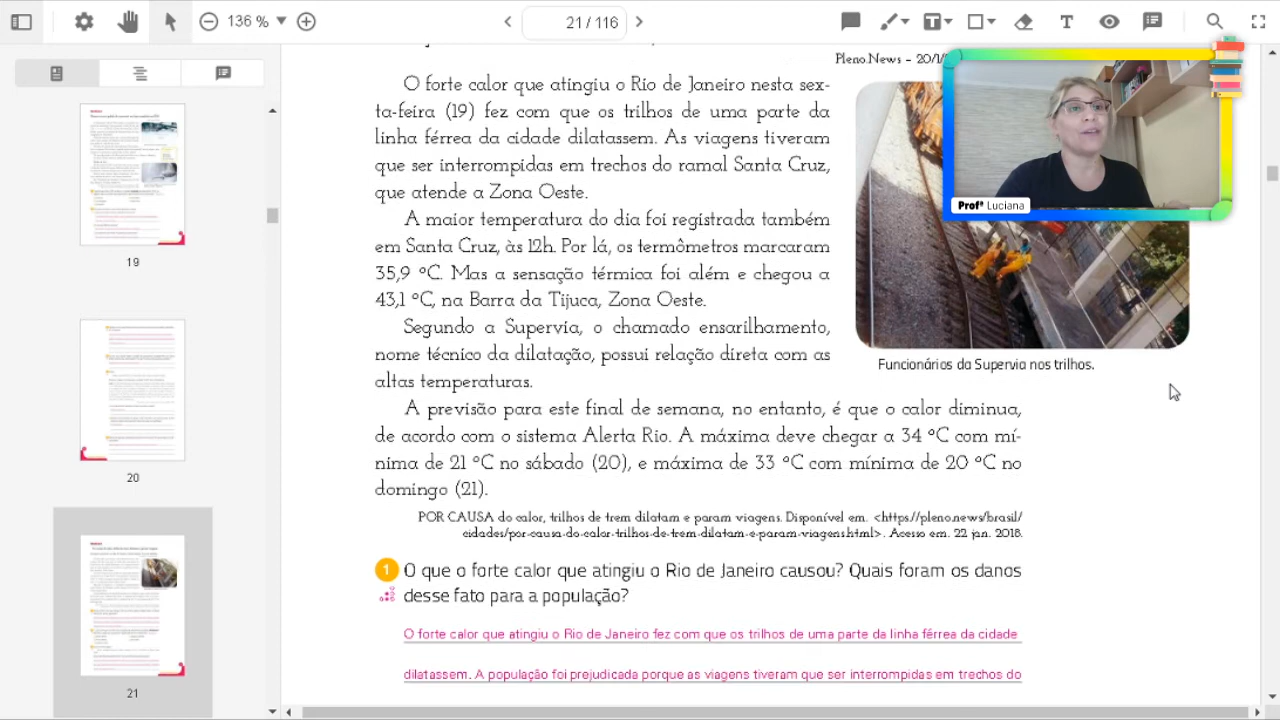 136 %
21 / 116
Pleno.News – 20/1/
O forte calor que atingiu o Rio de Janeiro nesta sex-
ta-feira (19) fez com que os trilhos de uma parte da
linha férrea da cidade dilatassem. As viagens tiveram
que ser interrompidas em trechos do ramal Santa Cruz,
que atende a Zona Oeste.
A maior temperatura do dia foi registrada também
em Santa Cruz, às 12h. Por lá, os termômetros marcaram
35,9 ºC. Mas a sensação térmica foi além e chegou a
43,1 ºC, na Barra da Tijuca, Zona Oeste.
Segundo a Supervia, o chamado ensarilhamento,
nome técnico da dilatação, possui relação direta com as
altas temperaturas.
A previsão para o final de semana, no entanto, é que o calor diminua
no estado do Rio. A máxima deve chegar a 34 ºC com mí-
nima de 21 ºC no sábado (20), e máxima de 33 ºC com mínima de 20 ºC no
domingo (21).
Profª Luciana
Funcionários da Supervia nos trilhos.
POR CAUSA do calor, trilhos de trem dilatam e param viagens. Disponível em: <https://pleno.news/brasil/
cidades/por-causa-do-calor-trilhos-de-trem-dilatam-e-param-viagens.html>. Acesso em: 22 jan. 2018.
1 O que o forte calor que atingiu o Rio de Janeiro causou? Quais foram os danos
desse fato para a população?
O forte calor que atingiu o Rio de Janeiro fez com que os trilhos de uma parte da linha férrea da cidade
dilatassem. A população foi prejudicada porque as viagens tiveram que ser interrompidas em trechos do
19
20
21